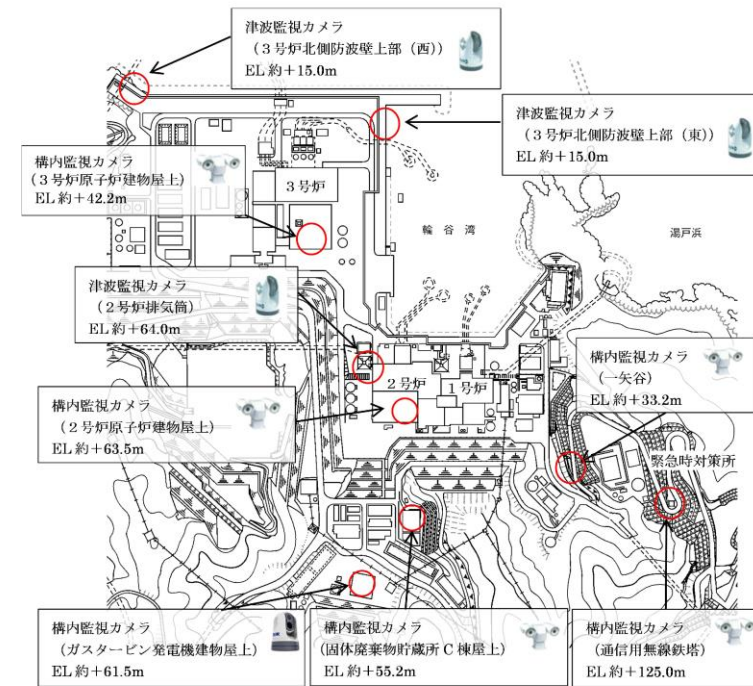 津波監視カメラ
（３号炉北側防波壁上部（西））
EL 約＋15.0m
津波監視カメラ
（３号炉北側防波壁上部（東））
EL 約＋15.0m
構内監視カメラ
（３号炉原子炉建物屋上）
EL 約＋42.2m
３号炉
輪谷湾
湯戸浜
津波監視カメラ
（２号炉排気筒）
EL 約＋64.0m
構内監視カメラ
（一矢谷）
EL 約＋33.2m
２号炉
１号炉
構内監視カメラ
（２号炉原子炉建物屋上）
EL 約＋63.5m
緊急時対策所
構内監視カメラ
（ガスタービン発電機建物屋上）
EL 約＋61.5m
構内監視カメラ
（固体廃棄物貯蔵所 C 棟屋上）
EL 約＋55.2m
構内監視カメラ
（通信用無線鉄塔）
EL 約＋125.0m